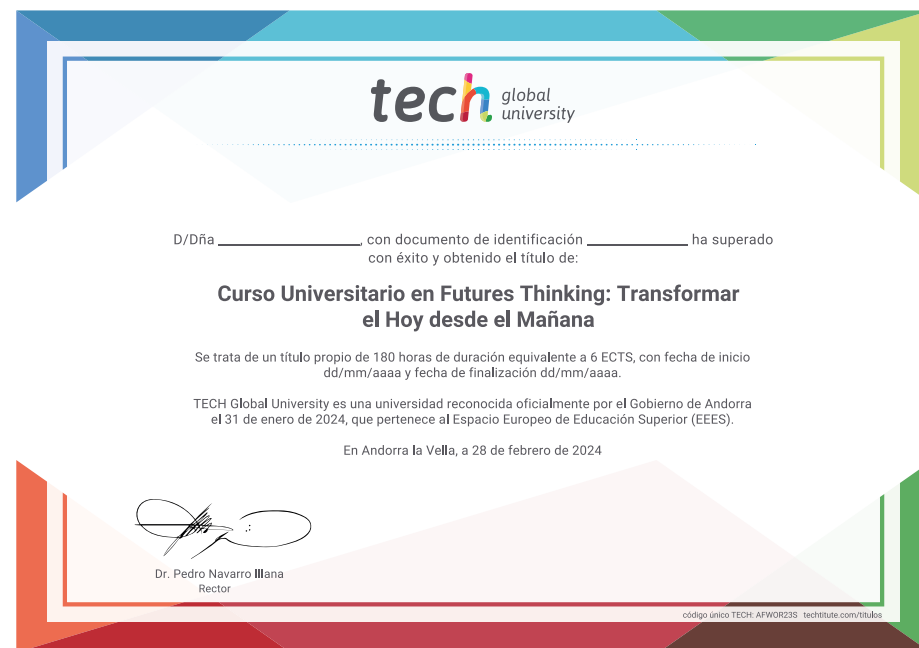 tech global university
D/Dña ____________________, con documento de identificación ______________ ha superado
con éxito y obtenido el título de:
Curso Universitario en Futures Thinking: Transformar
el Hoy desde el Mañana
Se trata de un título propio de 180 horas de duración equivalente a 6 ECTS, con fecha de inicio
dd/mm/aaaa y fecha de finalización dd/mm/aaaa.
TECH Global University es una universidad reconocida oficialmente por el Gobierno de Andorra
el 31 de enero de 2024, que pertenece al Espacio Europeo de Educación Superior (EEES).
En Andorra la Vella, a 28 de febrero de 2024
Dr. Pedro Navarro Illana
Rector
código único TECH: AFWOR23S techtitute.com/titulos